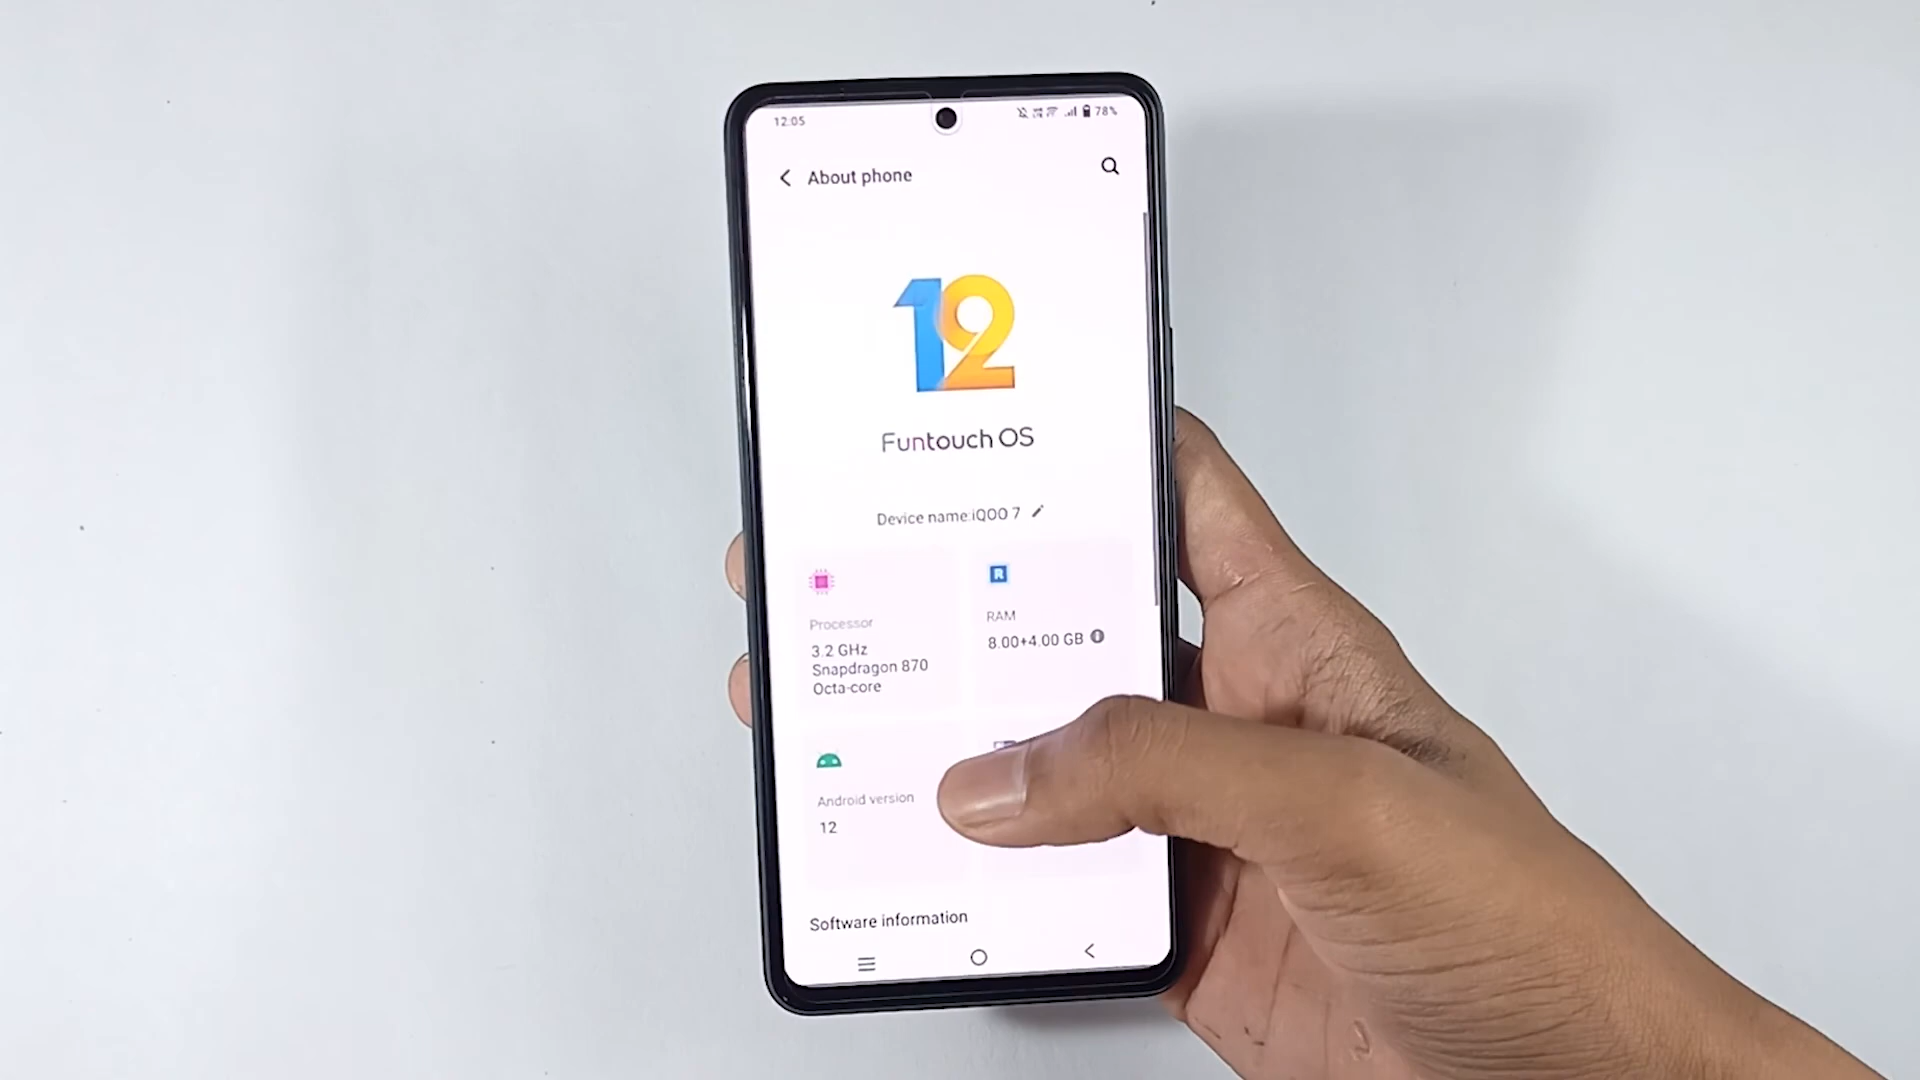 12:05
78%
About phone
12
Funtouch OS
Device name:iQOO 7
R
Processor
3.2 GHz
Snapdragon 870
Octa-core
RAM
8.00+4.00 GB
Android version
12
Software information